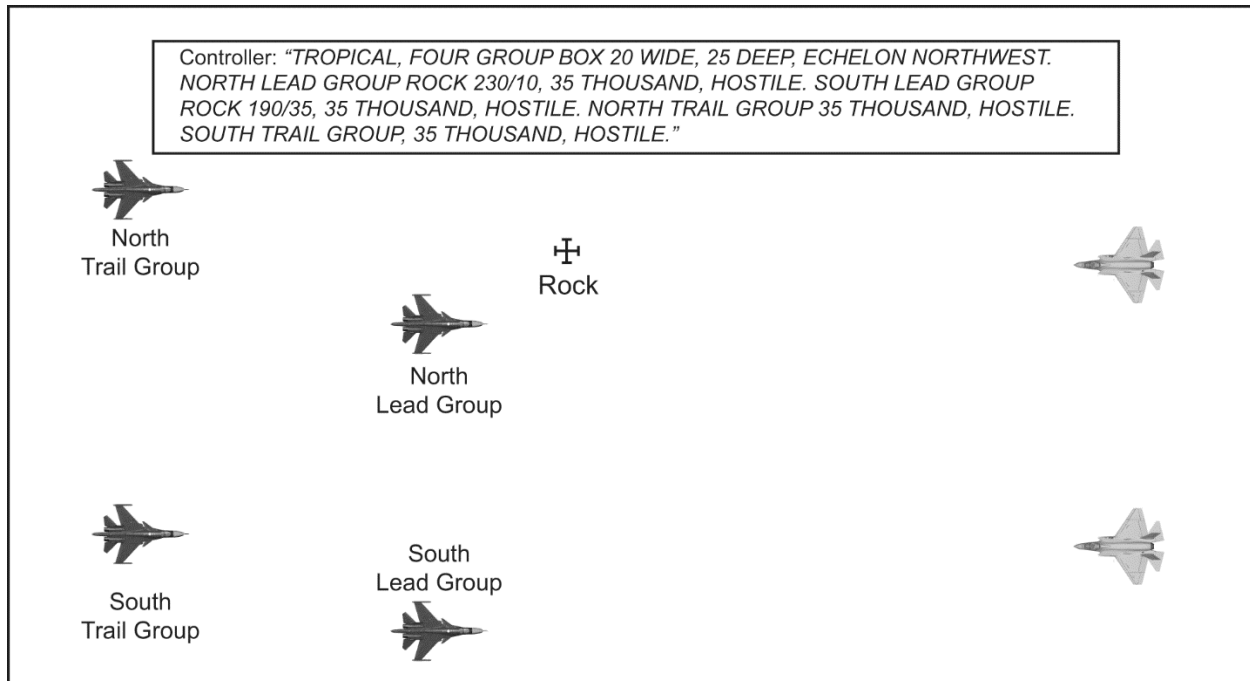 Controller: “TROPICAL, FOUR GROUP BOX 20 WIDE, 25 DEEP, ECHELON NORTHWEST.
NORTH LEAD GROUP ROCK 230/10, 35 THOUSAND, HOSTILE. SOUTH LEAD GROUP
ROCK 190/35, 35 THOUSAND, HOSTILE. NORTH TRAIL GROUP 35 THOUSAND, HOSTILE.
SOUTH TRAIL GROUP, 35 THOUSAND, HOSTILE.”
North
Trail Group
Rock
North
Lead Group
South
Lead Group
South
Trail Group